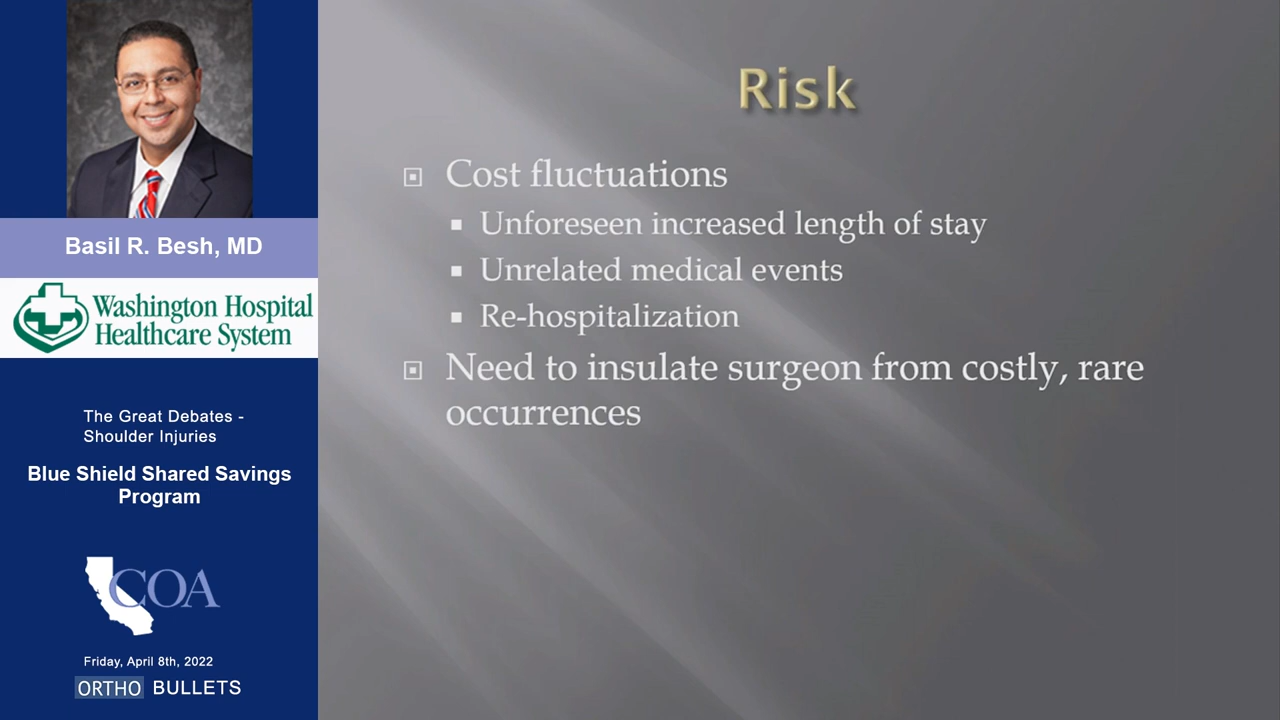 Basil R. Besh, MD
Washington Hospital
Healthcare System
The Great Debates -
Shoulder Injuries
Blue Shield Shared Savings
Program
COA
Friday, April 8th, 2022
ORTHO BULLETS
Risk
Cost fluctuations
Unforeseen increased length of stay
Unrelated medical events
Re-hospitalization
Need to insulate surgeon from costly, rare
occurrences